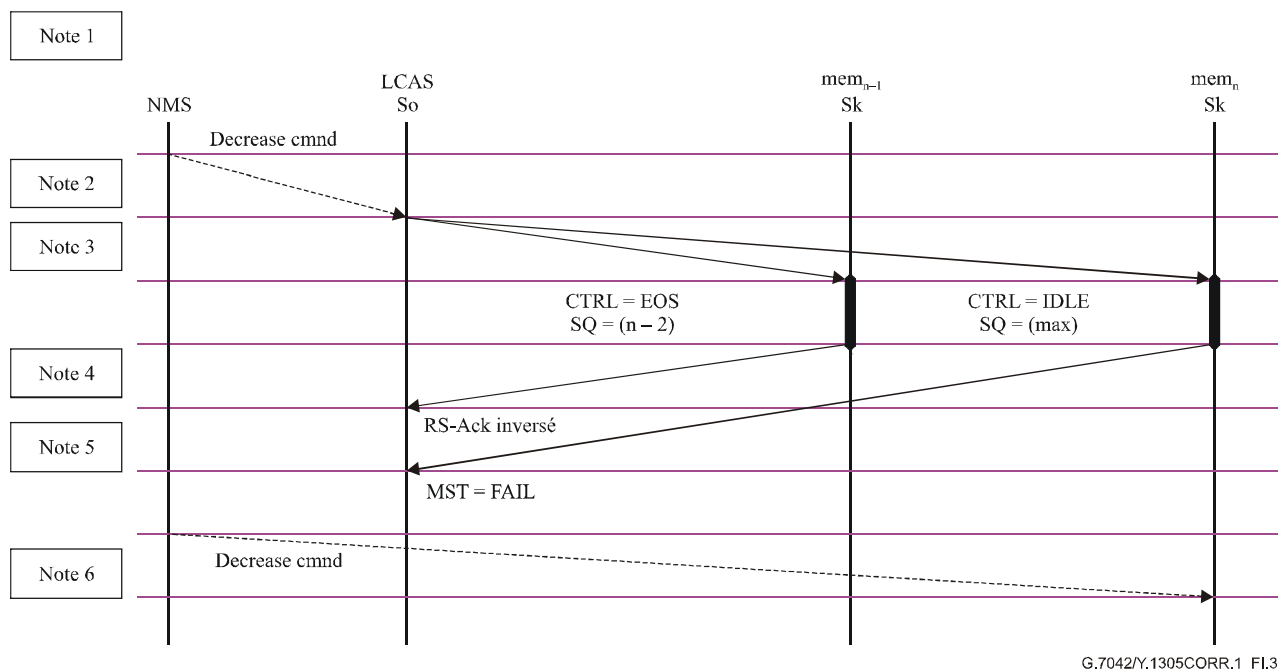 Note 1
LCAS
So
mem n–1
Sk
mem n
Sk
NMS
Decrease cmnd
Note 2
Note 3
CTRL = EOS
SQ = (n – 2)
CTRL = IDLE
SQ = (max)
Note 4
RS-Ack inversé
Note 5
MST = FAIL
Decrease cmnd
Note 6
G.7042/Y.1305CORR.1_FI.3